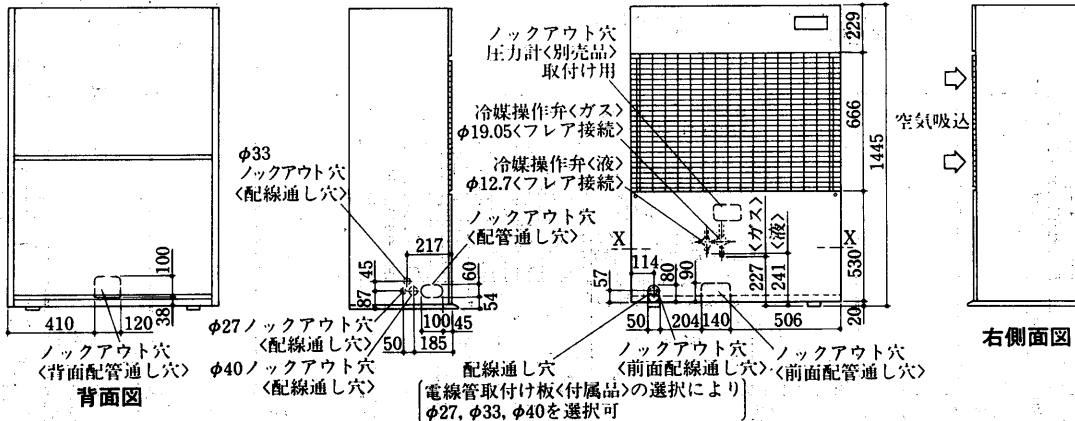 100
38
410
120
ノックアウト穴
<背面配管通し穴>
背面図
φ33
ノックアウト穴
<配線通し穴>
ノックアウト穴
<配管通し穴>
217
45
87
60
54
100
45
50
185
φ27ノックアウト穴
<配線通し穴>
φ40ノックアウト穴
<配線通し穴>
ノックアウト穴
圧力計<別売品>
取付け用
冷媒操作弁<ガス>
φ19.05<フレア接続>
冷媒操作弁<液>
φ12.7<フレア接続>
229
666
1445
530
20
X
X
114
57
80
90
227<ガス>
241<液>
50
204
140
506
配線通し穴
電線管取付け板<付属品>の選択により
φ27, φ33, φ40を選択可
ノックアウト穴
<前面配線通し穴>
ノックアウト穴
<前面配管通し穴>
空気吸込
右側面図